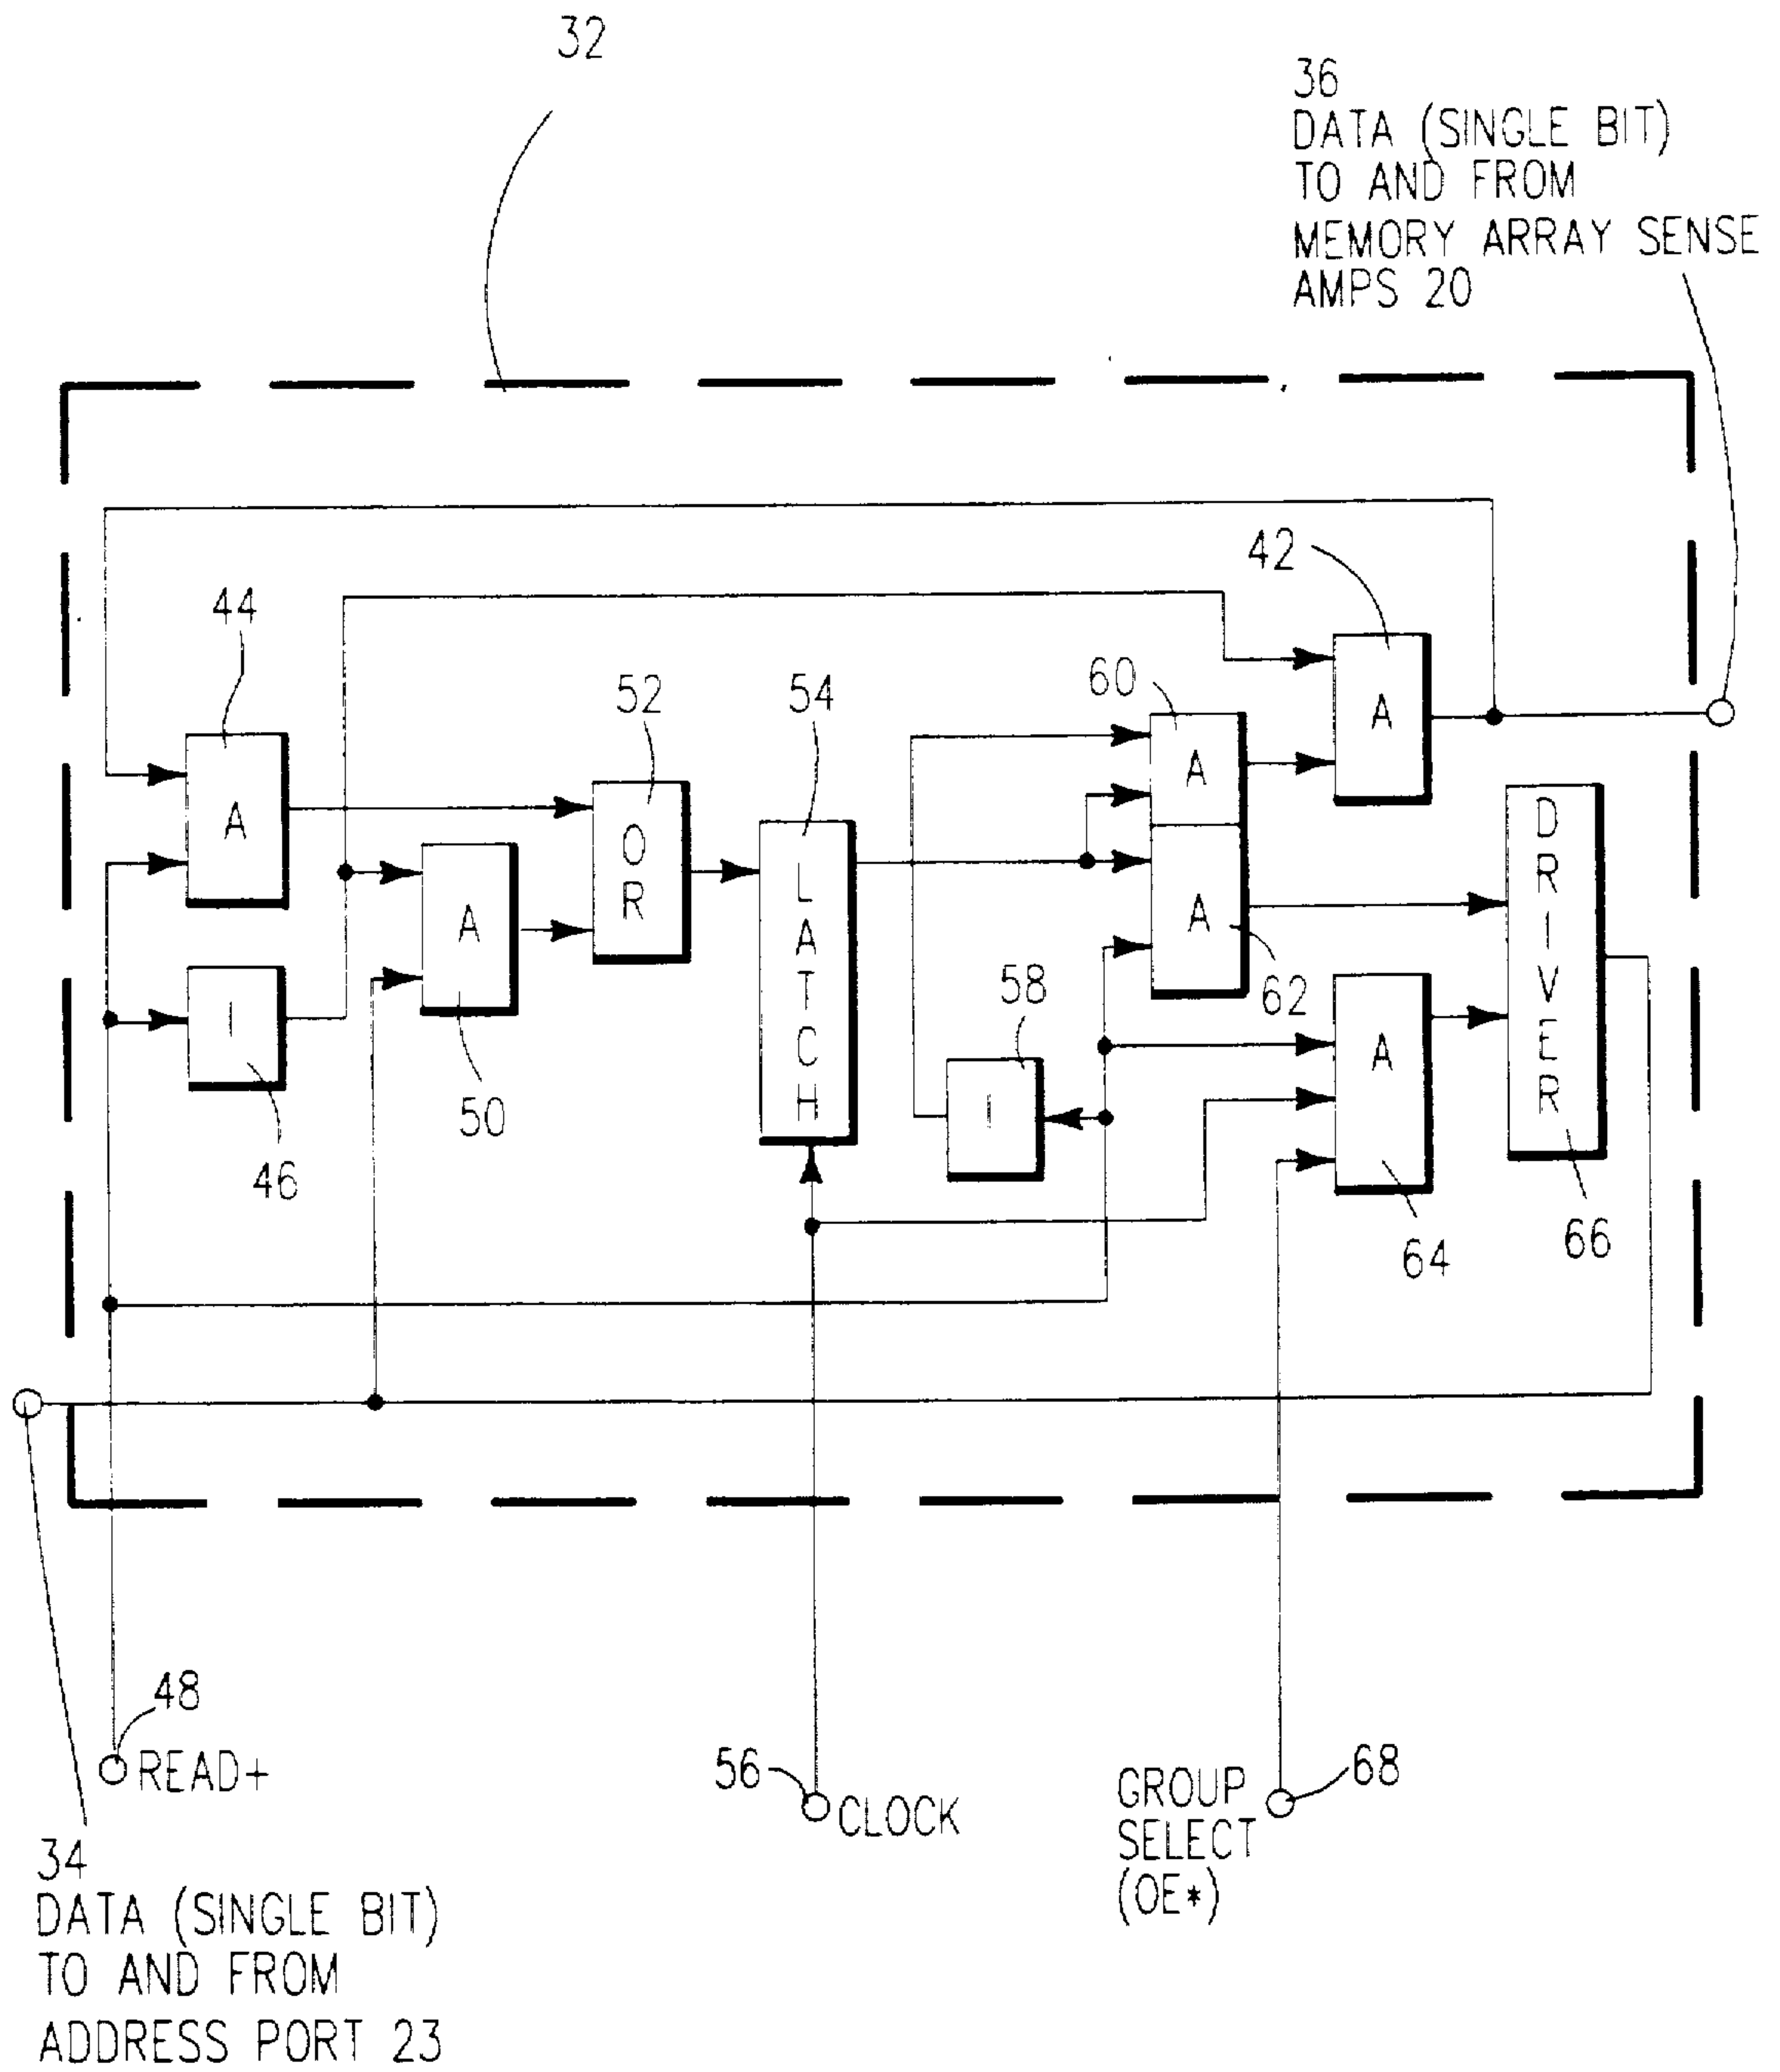 32
36
DATA (SINGLE BIT)
TO AND FROM
MEMORY ARRAY SENSE
AMPS 20
42
44
60
54
52
A
A
A
D
R
I
V
E
R
O
R
L
A
T
C
H
A
A
62
58
I
I
A
50
46
64
66
48
READ+
56
CLOCK
GROUP
SELECT
(OE*)
68
34
DATA (SINGLE BIT)
TO AND FROM
ADDRESS PORT 23